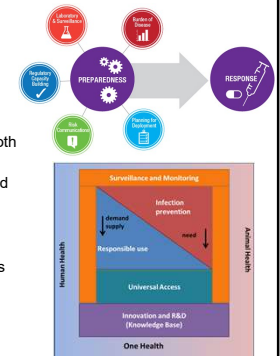 Laboratory
& Surveillance
Burden of
Disease
Regulatory
Capacity
Building
PREPAREDNESS
RESPONSE
Risk
Communications
Planning for
Deployment
oth
d
s
Surveillance and Monitoring
Infection
prevention
demand
supply
need
Responsible use
Universal Access
Innovation and R&D
(Knowledge Base)
Human Health
Animal Health
One Health